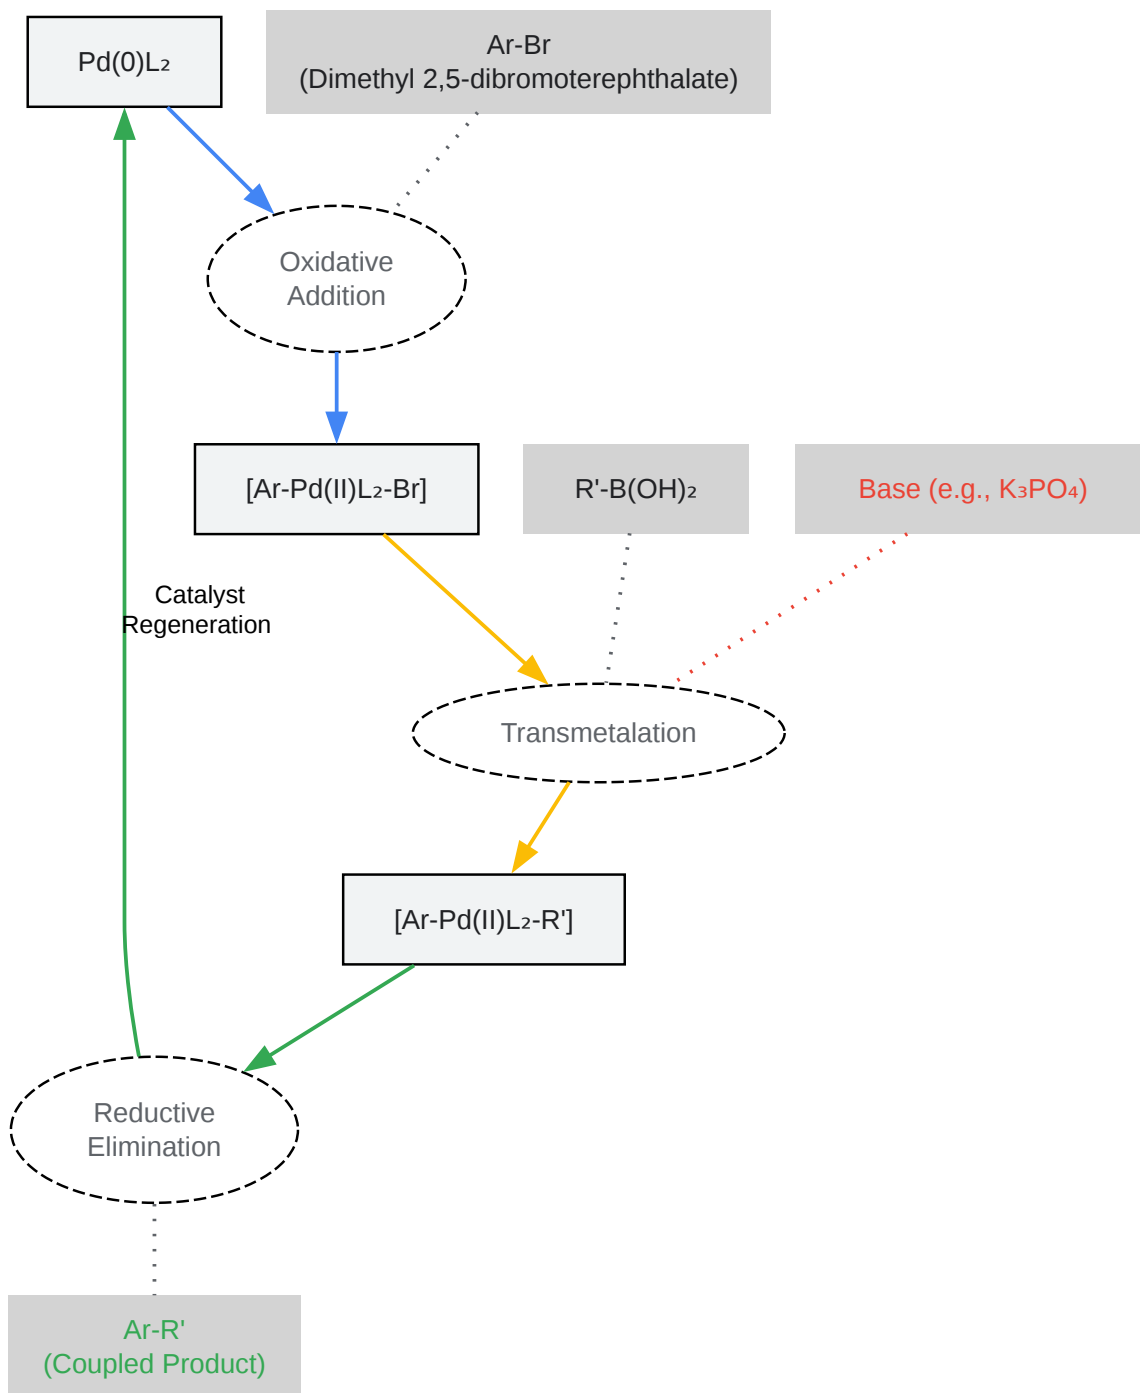 Pd(0)L₂
Ar-Br
(Dimethyl 2,5-dibromoterephthalate)
Oxidative
Addition
[Ar-Pd(II)L₂-Br]
R'-B(OH)₂
Base (e.g., K₃PO₄)
Catalyst
Regeneration
Transmetalation
[Ar-Pd(II)L₂-R']
Reductive
Elimination
Ar-R'
(Coupled Product)